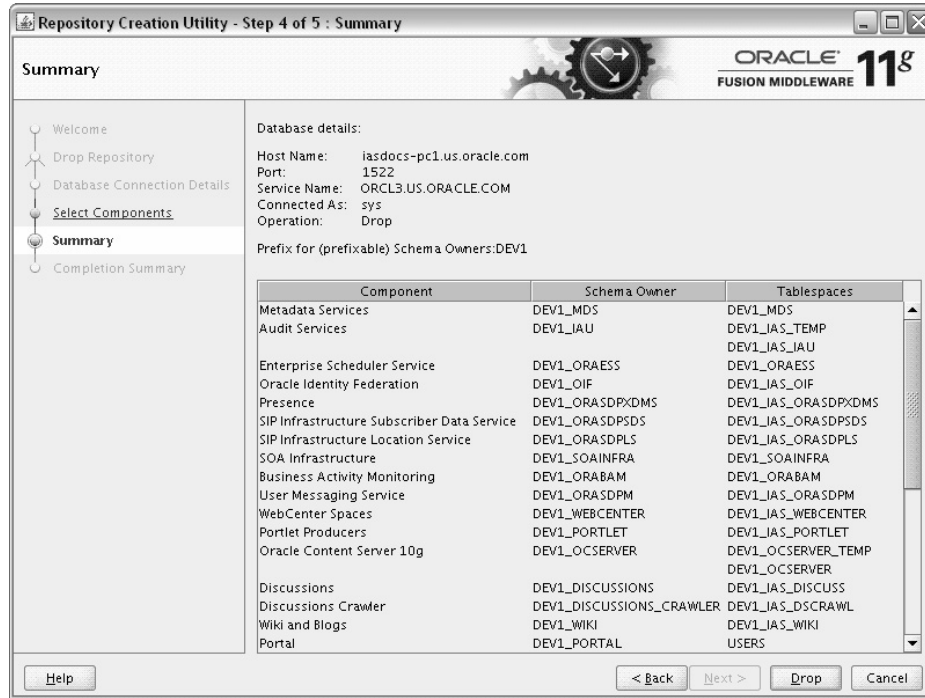 Repository Creation Utility - Step 4 of 5 : Summary
Summary
ORACLE 11g
FUSION MIDDLEWARE
Welcome
Drop Repository
Database Connection Details
Select Components
Summary
Completion Summary
Database details:
Host Name: iasdocs-pc1.us.oracle.com
Port: 1522
Service Name: ORCL3.US.ORACLE.COM
Connected As: sys
Operation: Drop
Prefix for (prefixable) Schema Owners:DEV1
Component Schema Owner Tablespaces
Metadata Services DEV1_MDS DEV1_MDS
Audit Services DEV1_IAU DEV1_IAS_TEMP
DEV1_IAS_IAU
Enterprise Scheduler Service DEV1_ORAESS DEV1_ORAESS
Oracle Identity Federation DEV1_OIF DEV1_IAS_OIF
Presence DEV1_ORASDPXDMS DEV1_IAS_ORASDPXDMS
SIP Infrastructure Subscriber Data Service DEV1_ORASDPSDS DEV1_IAS_ORASDPSDS
SIP Infrastructure Location Service DEV1_ORASDPLS DEV1_IAS_ORASDPLS
SOA Infrastructure DEV1_SOAINFRA DEV1_SOAINFRA
Business Activity Monitoring DEV1_ORABAM DEV1_ORABAM
User Messaging Service DEV1_ORASDPM DEV1_IAS_ORASDPM
WebCenter Spaces DEV1_WEBCENTER DEV1_IAS_WEBCENTER
Portlet Producers DEV1_PORTLET DEV1_IAS_PORTLET
Oracle Content Server 10g DEV1_OCSERVER DEV1_OCSERVER_TEMP
DEV1_OCSERVER
Discussions DEV1_DISCUSSIONS DEV1_IAS_DISCUSS
Discussions Crawler DEV1_DISCUSSIONS_CRAWLER DEV1_IAS_DSCRAWL
Wiki and Blogs DEV1_WIKI DEV1_IAS_WIKI
Portal DEV1_PORTAL USERS
Help < Back Next > Drop Cancel